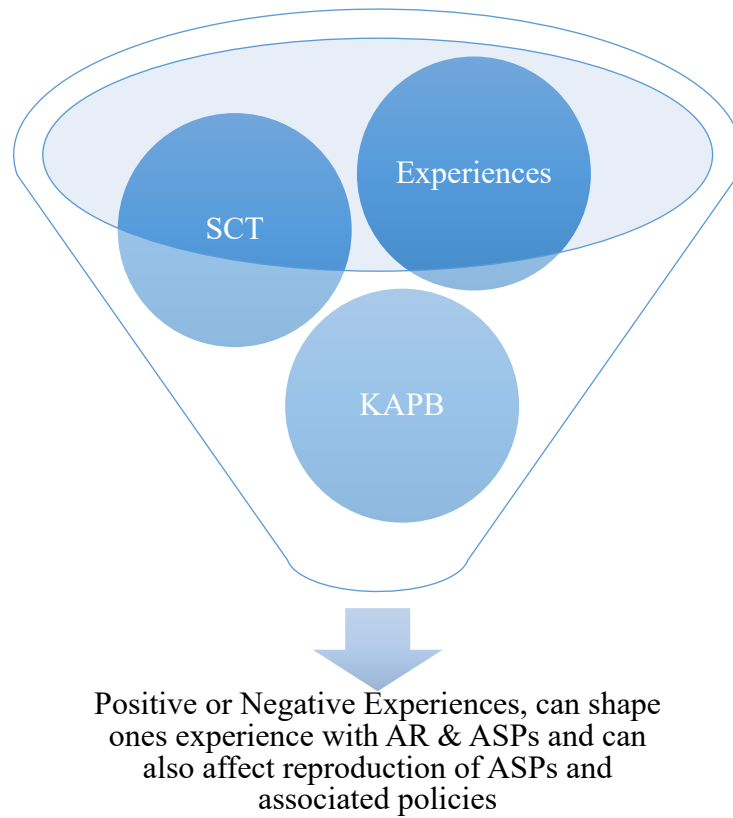 Experiences
SCT
KAPB
Positive or Negative Experiences, can shape
ones experience with AR & ASPs and can
also affect reproduction of ASPs and
associated policies